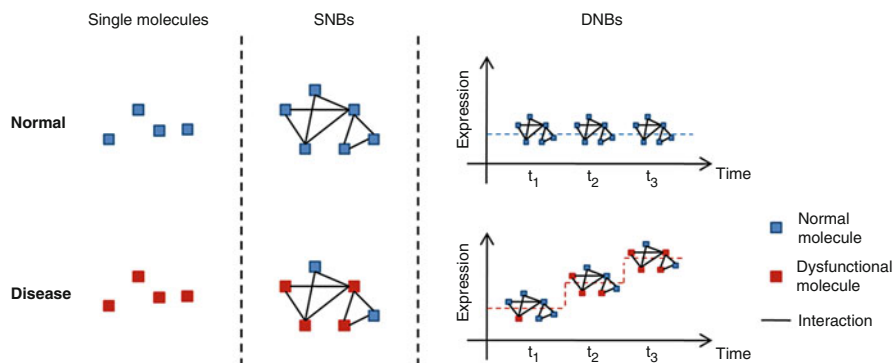 Single molecules
SNBs
DNBs
Normal
Expression
t1
t2
t3
Time
Disease
Expression
t1
t2
t3
Time
Normal
molecule
Dysfunctional
molecule
Interaction